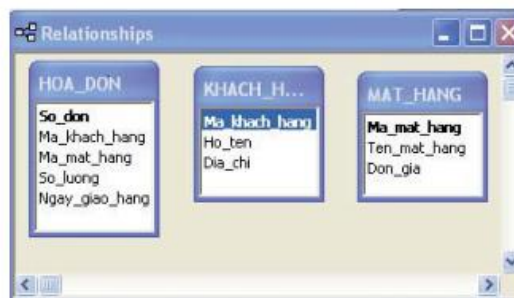 Relationships
HOA_DON
So_don
Ma_khach_hang
Ma_mat_hang
So_luong
Ngay_giao_hang
KHACH_H...
Ma_khach_hang
Ho_ten
Dia_chi
MAT_HANG
Ma_mat_hang
Ten_mat_hang
Don_gia